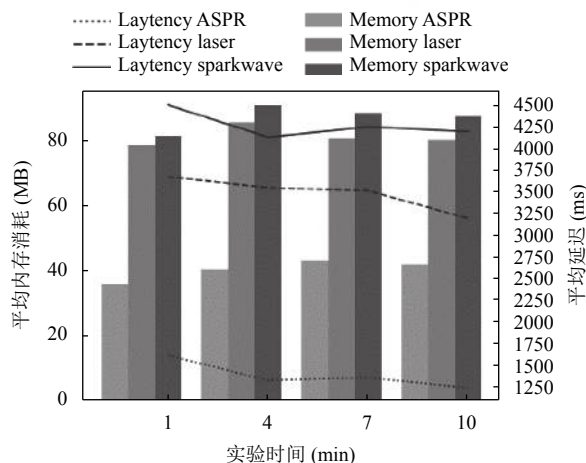 Laytency ASPR
Memory ASPR
Laytency laser
Memory laser
Laytency sparkwave
Memory sparkwave
80
60
40
20
0
平均内存消耗 (MB)
4500
4250
4000
3750
3500
3250
3000
2750
2500
2250
2000
1750
1500
1250
平均延迟 (ms)
1
4
7
10
实验时间 (min)